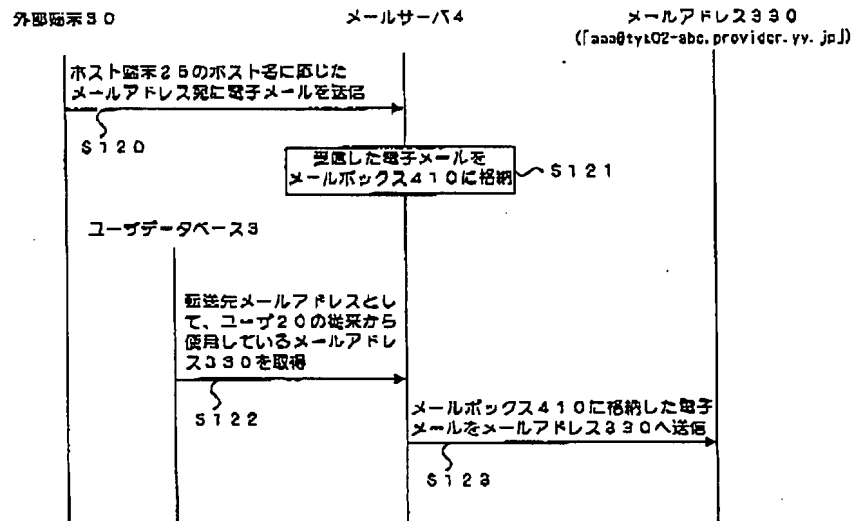 外部端末30
メールサーバ4
メールアドレス330
(「aaa@tyk02-abc.provider.yy.jp」)
ホスト端末25のホスト名に応じた
メールアドレス宛に電子メールを送信
S120
受信した電子メールを
メールボックス410に格納
S121
ユーザデータベース3
転送先メールアドレスとし
て、ユーザ20の従来から
使用しているメールアドレ
ス330を取得
S122
メールボックス410に格納した電子
メールをメールアドレス330へ送信
S123